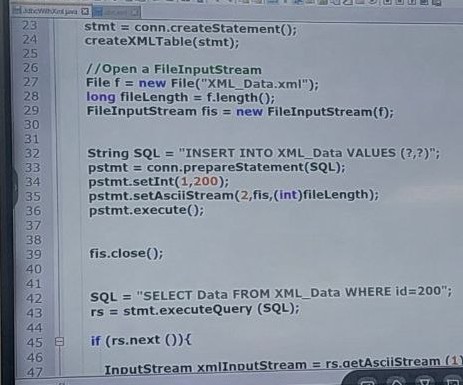 JdbcWithXml.java
23 stmt = conn.createStatement();
24 createXMLTable(stmt);
25
26 //Open a FileInputStream
27 File f = new File("XML_Data.xml");
28 long fileLength = f.length();
29 FileInputStream fis = new FileInputStream(f);
30
31
32 String SQL = "INSERT INTO XML_Data VALUES (?,?)";
33 pstmt = conn.prepareStatement(SQL);
34 pstmt.setInt(1,200);
35 pstmt.setAsciiStream(2,fis,(int)fileLength);
36 pstmt.execute();
37
38
39 fis.close();
40
41
42 SQL = "SELECT Data FROM XML_Data WHERE id=200";
43 rs = stmt.executeQuery (SQL);
44
45 if (rs.next ()){
46
47 InputStream xmlInputStream = rs.getAsciiStream (1)